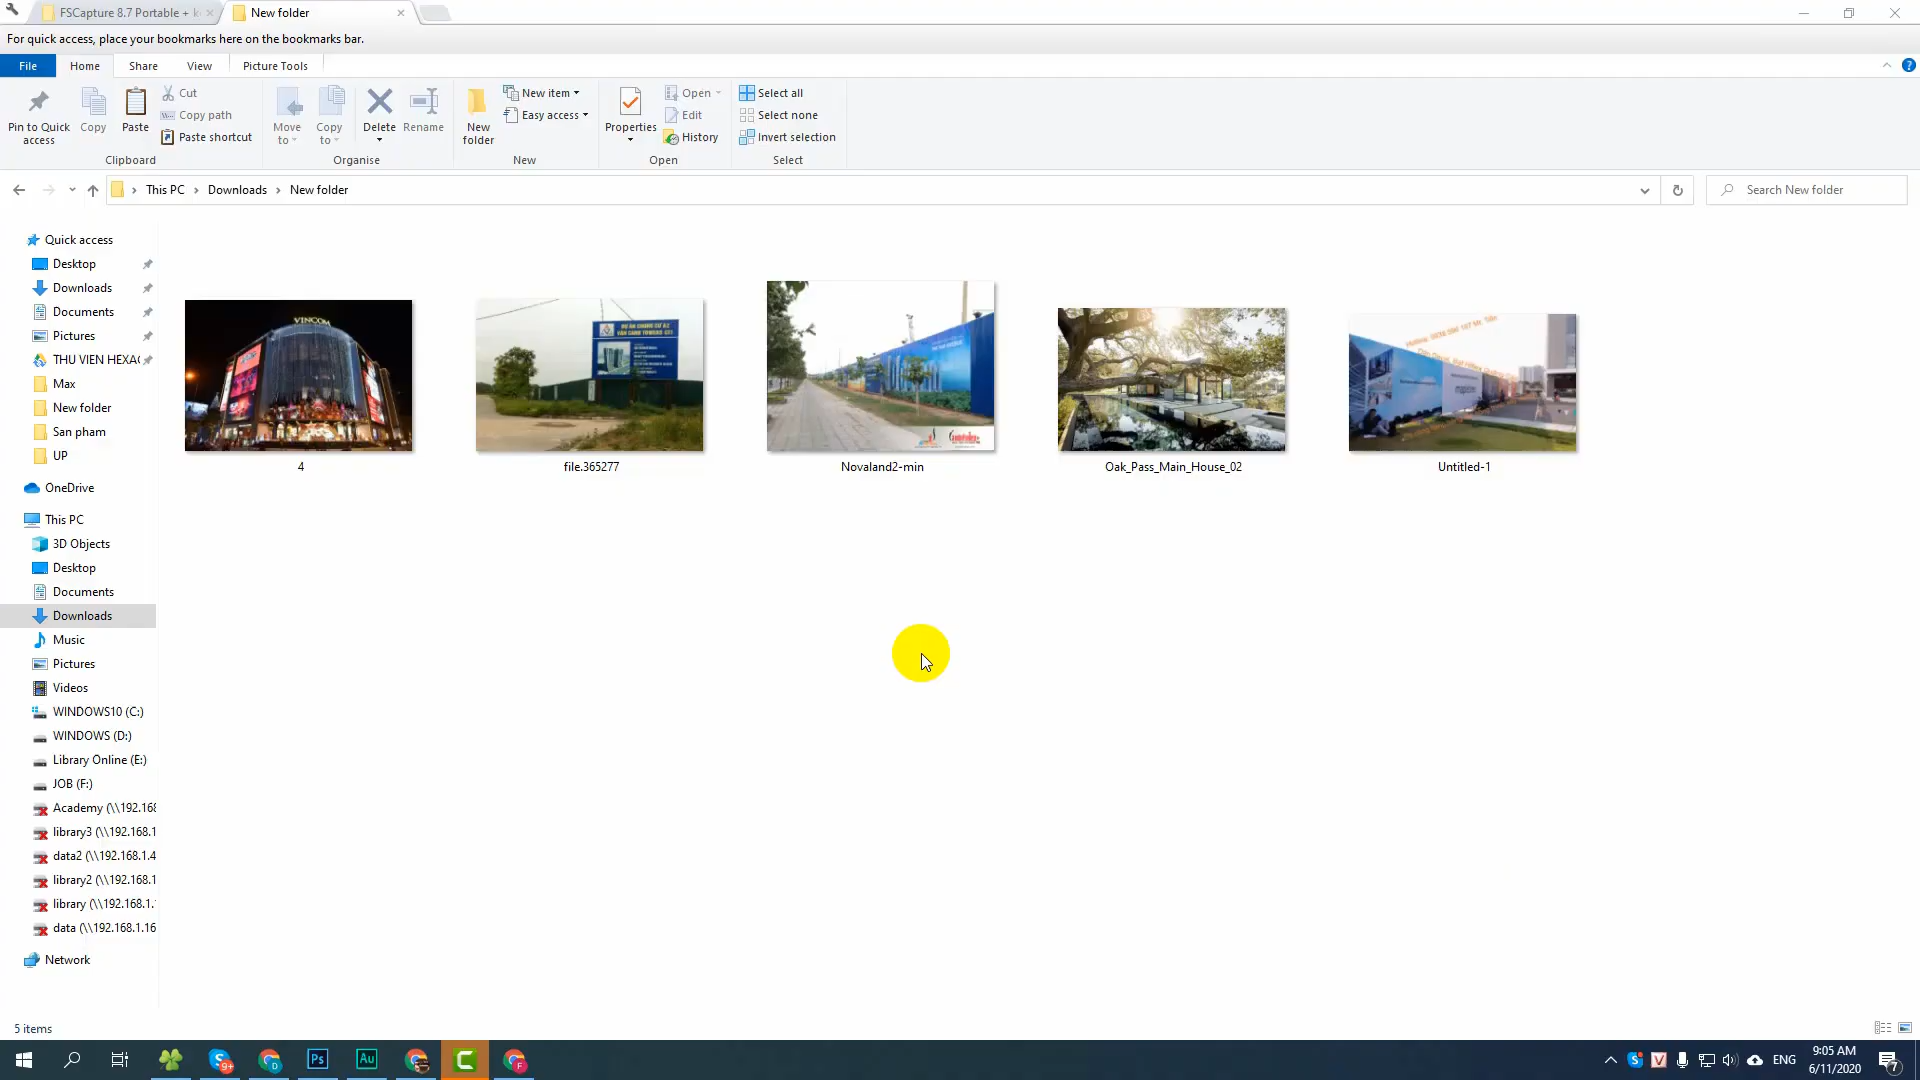 FSCapture 8.7 Portable + k
New folder
For quick access, place your bookmarks here on the bookmarks bar.
File
Home
Share
View
Picture Tools
Pin to Quick access
Copy
Paste
Cut
Copy path
Paste shortcut
Clipboard
Move to
Copy to
Delete
Rename
Organise
New folder
New item
Easy access
New
Properties
Open
Edit
History
Open
Select all
Select none
Invert selection
Select
This PC
Downloads
New folder
Search New folder
Quick access
Desktop
Downloads
Documents
Pictures
THU VIEN HEXA
Max
New folder
San pham
UP
OneDrive
This PC
3D Objects
Desktop
Documents
Downloads
Music
Pictures
Videos
WINDOWS10 (C:)
WINDOWS (D:)
Library Online (E:)
JOB (F:)
Academy (\\192.168
library3 (\\192.168.1
data2 (\\192.168.1.4
library2 (\\192.168.1
library (\\192.168.1.
data (\\192.168.1.16
Network
VINCOM
4
file.365277
Novaland2-min
Oak_Pass_Main_House_02
Untitled-1
5 items
Ps
Au
ENG
9:05 AM
6/11/2020